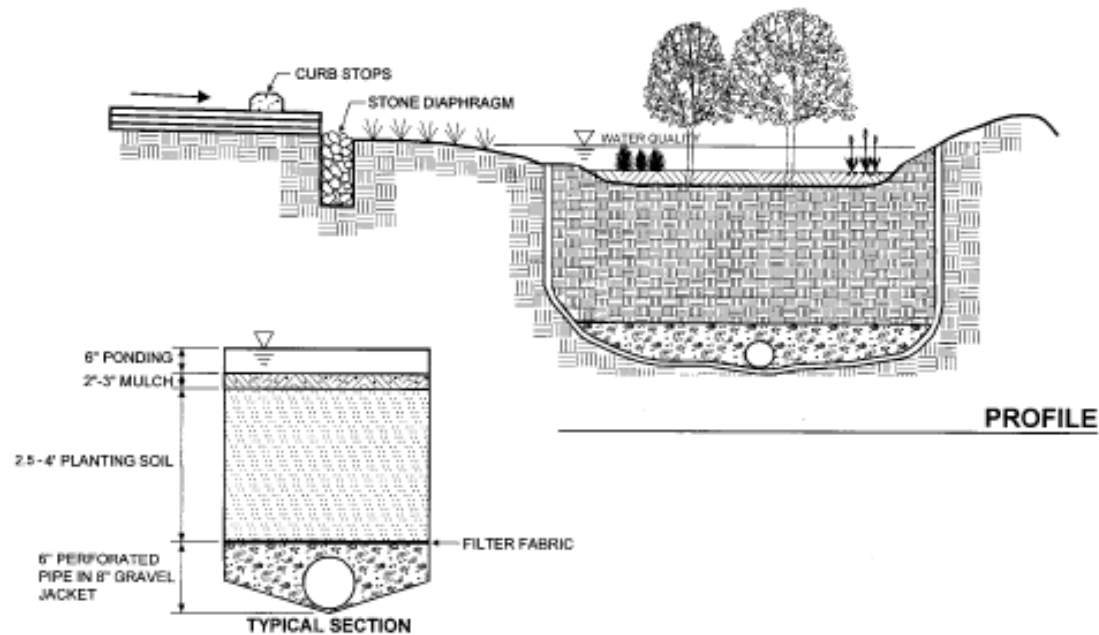 CURB STOPS
STONE DIAPHRAGM
WATER QUALITY
PROFILE
6" PONDING
2"-3" MULCH
2.5 - 4' PLANTING SOIL
FILTER FABRIC
6" PERFORATED
PIPE IN 8" GRAVEL
JACKET
TYPICAL SECTION